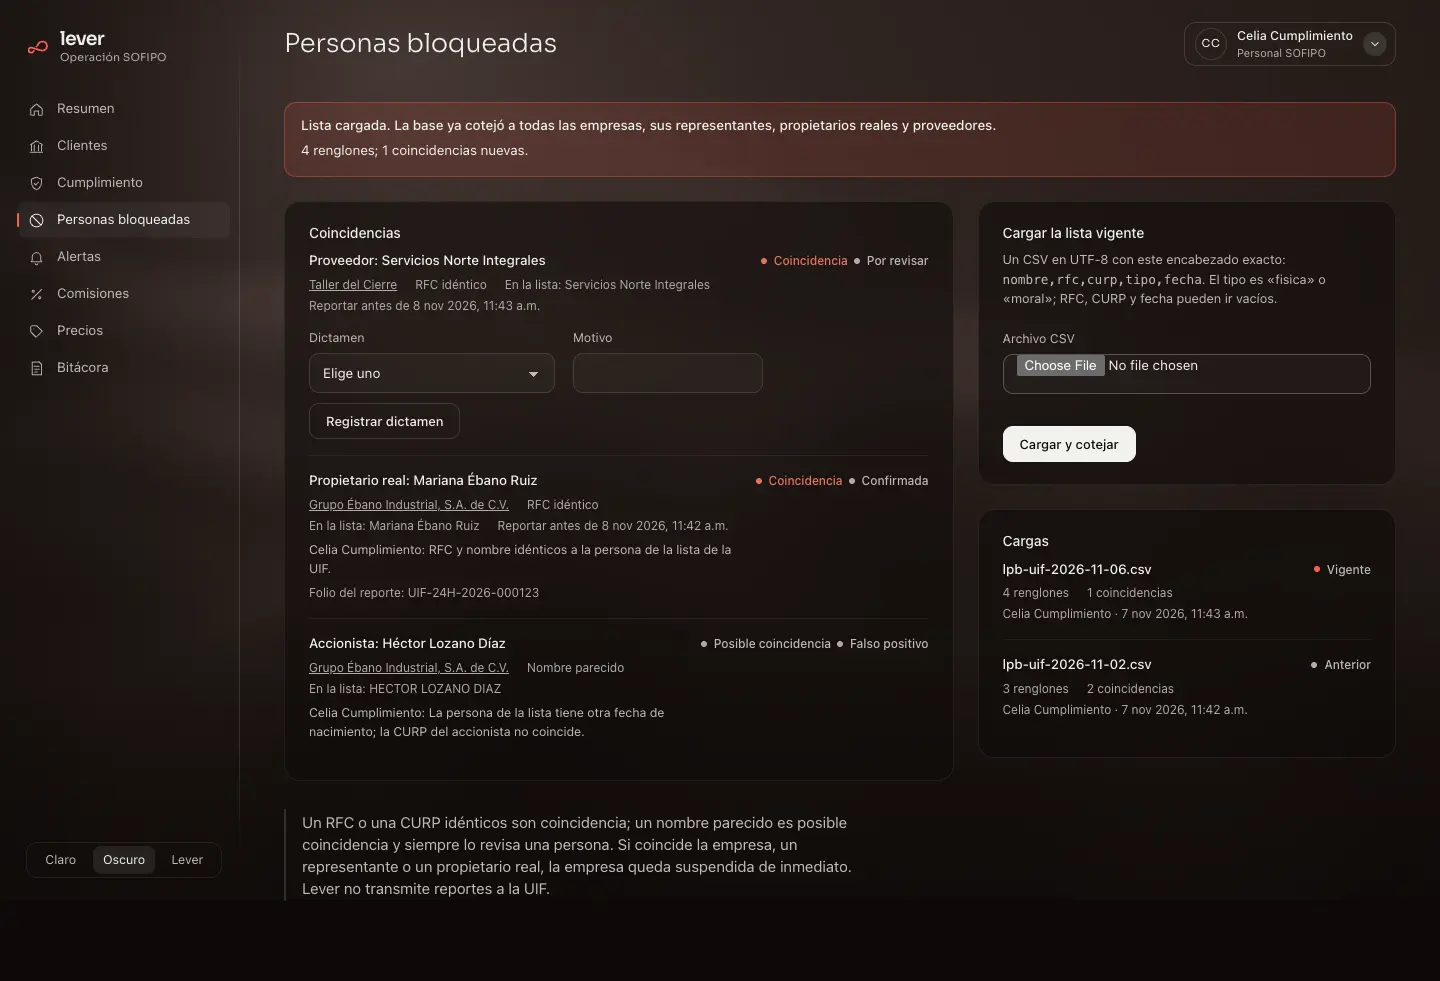 lever
Operación SOFIPO
Resumen
Clientes
Cumplimiento
Personas bloqueadas
Alertas
Comisiones
Precios
Bitácora
Claro
Oscuro
Lever
Personas bloqueadas
CC
Celia Cumplimiento
Personal SOFIPO
Lista cargada. La base ya cotejó a todas las empresas, sus representantes, propietarios reales y proveedores.
4 renglones; 1 coincidencias nuevas.
Coincidencias
Proveedor: Servicios Norte Integrales
Coincidencia
Por revisar
Taller del Cierre
RFC idéntico
En la lista: Servicios Norte Integrales
Reportar antes de 8 nov 2026, 11:43 a.m.
Dictamen
Motivo
Elige uno
Registrar dictamen
Propietario real: Mariana Ébano Ruiz
Coincidencia
Confirmada
Grupo Ébano Industrial, S.A. de C.V.
RFC idéntico
En la lista: Mariana Ébano Ruiz
Reportar antes de 8 nov 2026, 11:42 a.m.
Celia Cumplimiento: RFC y nombre idénticos a la persona de la lista de la
UIF.
Folio del reporte: UIF-24H-2026-000123
Accionista: Héctor Lozano Díaz
Posible coincidencia
Falso positivo
Grupo Ébano Industrial, S.A. de C.V.
Nombre parecido
En la lista: HECTOR LOZANO DIAZ
Celia Cumplimiento: La persona de la lista tiene otra fecha de
nacimiento; la CURP del accionista no coincide.
Cargar la lista vigente
Un CSV en UTF-8 con este encabezado exacto:
nombre,rfc,curp,tipo,fecha. El tipo es «fisica» o
«moral»; RFC, CURP y fecha pueden ir vacíos.
Archivo CSV
Choose File No file chosen
Cargar y cotejar
Cargas
lpb-uif-2026-11-06.csv
Vigente
4 renglones
1 coincidencias
Celia Cumplimiento · 7 nov 2026, 11:43 a.m.
lpb-uif-2026-11-02.csv
Anterior
3 renglones
2 coincidencias
Celia Cumplimiento · 7 nov 2026, 11:42 a.m.
Un RFC o una CURP idénticos son coincidencia; un nombre parecido es posible
coincidencia y siempre lo revisa una persona. Si coincide la empresa, un
representante o un propietario real, la empresa queda suspendida de inmediato.
Lever no transmite reportes a la UIF.